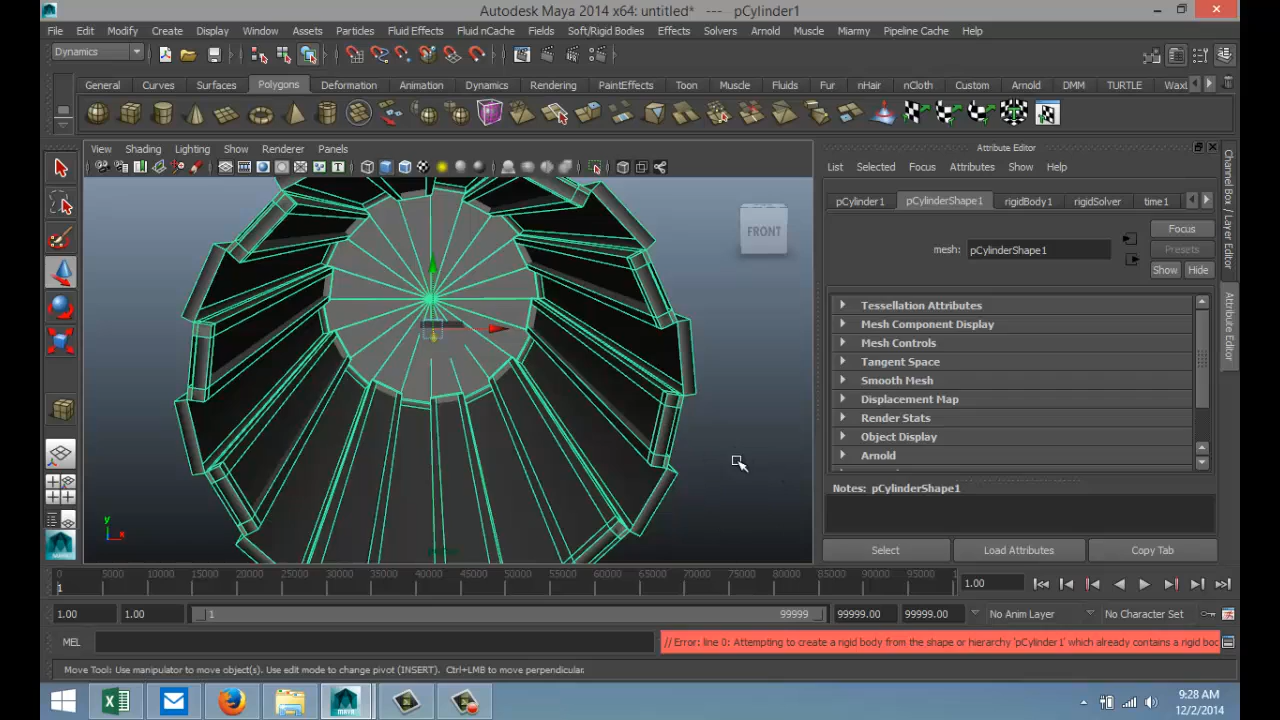 Autodesk Maya 2014 x64: untitled* --- pCylinder1
File Edit Modify Create Display Window Assets Particles Fluid Effects Fluid nCache Fields Soft/Rigid Bodies Effects Solvers Arnold Muscle Miarmy Pipeline Cache Help
Dynamics
General Curves Surfaces Polygons Deformation Animation Dynamics Rendering PaintEffects Toon Muscle Fluids Fur nHair nCloth Custom Arnold DMM TURTLE
View Shading Lighting Show Renderer Panels
Attribute Editor
List Selected Focus Attributes Show Help
pCylinder1 pCylinderShape1 rigidBody1 rigidSolver time1
Focus
mesh: pCylinderShape1
Presets
Show Hide
FRONT
Tessellation Attributes
Mesh Component Display
Mesh Controls
Tangent Space
Smooth Mesh
Displacement Map
Render Stats
Object Display
Arnold
Notes: pCylinderShape1
Select Load Attributes Copy Tab
Channel Box / Layer Editor
Attribute Editor
y
x
0 5000 10000 15000 20000 25000 30000 35000 40000 45000 50000 55000 60000 65000 70000 75000 80000 85000 90000 95000
1
1.00
1.00 1.00 1 99999 99999.00 99999.00 No Anim Layer No Character Set
MEL
// Error: line 0: Attempting to create a rigid body from the shape or hierarchy 'pCylinder1' which already contains a rigid boc
Move Tool: Use manipulator to move object(s). Use edit mode to change pivot (INSERT). Ctrl+LMB to move perpendicular.
9:28 AM
12/2/2014